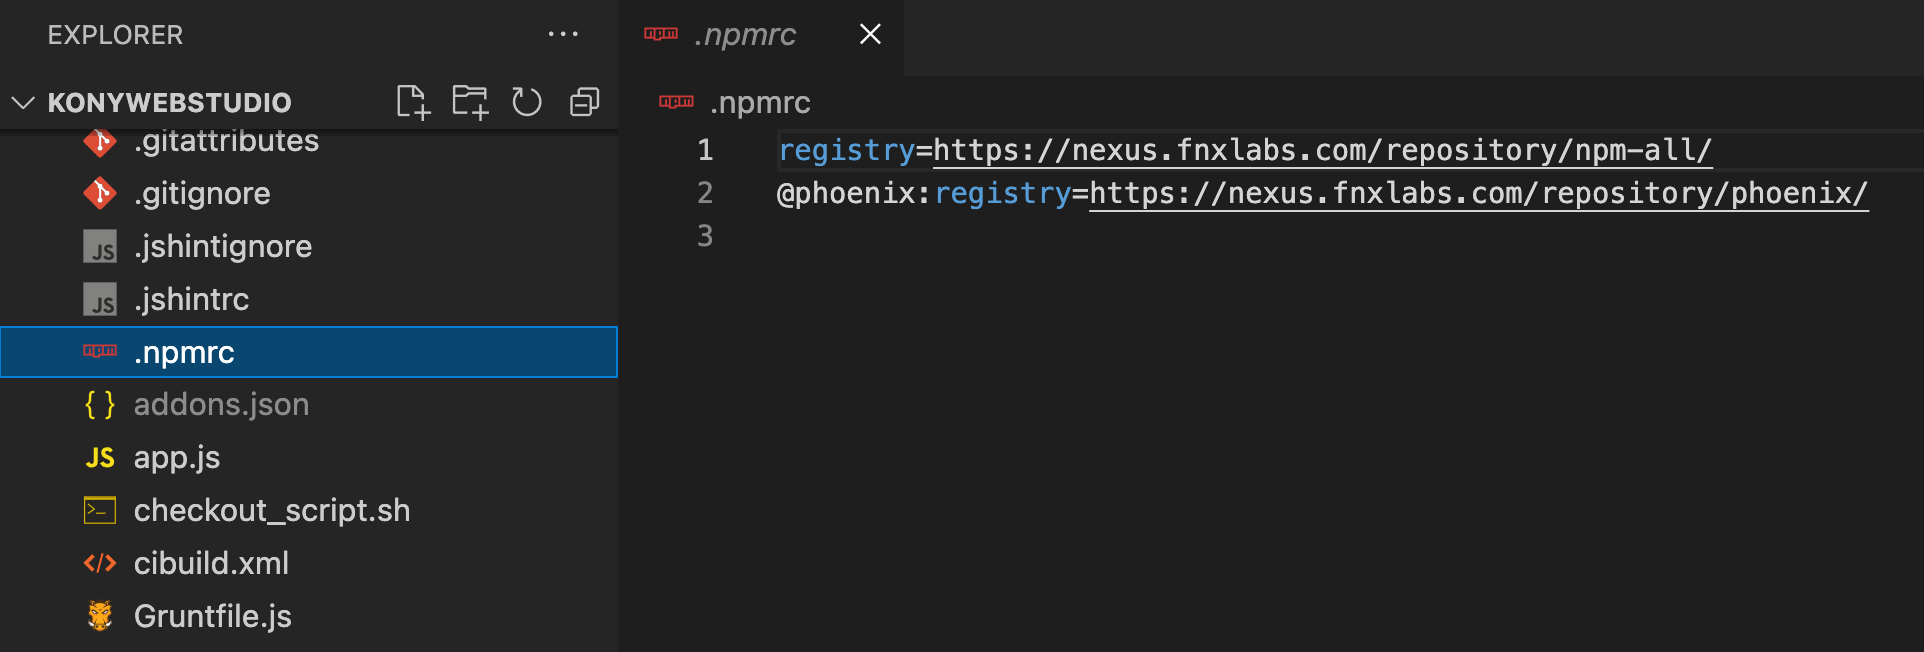 EXPLORER
KONYWEBSTUDIO
.gitattributes
.gitignore
JS .jshintignore
JS .jshintrc
npm .npmrc
{ } addons.json
JS app.js
checkout_script.sh
</> cibuild.xml
Gruntfile.js
npm .npmrc
npm .npmrc
1 registry=https://nexus.fnxlabs.com/repository/npm-all/
2 @phoenix:registry=https://nexus.fnxlabs.com/repository/phoenix/
3